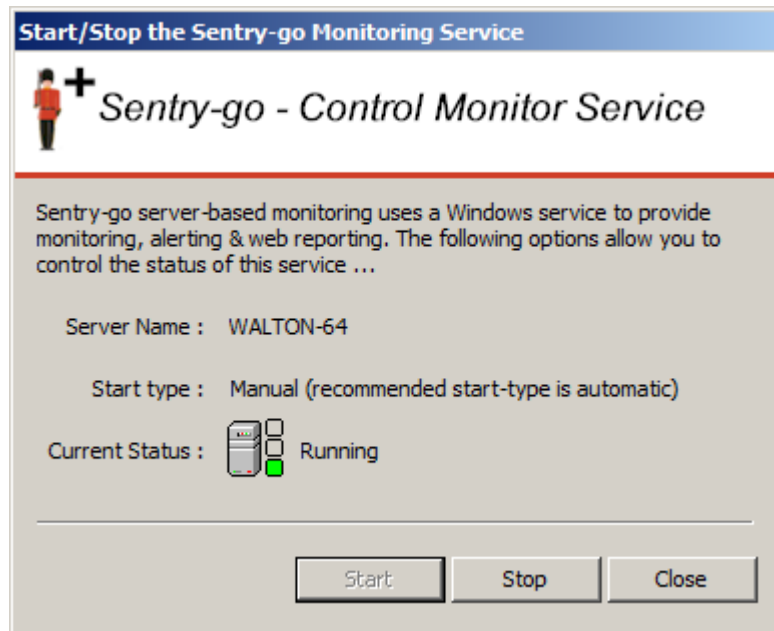 Start/Stop the Sentry-go Monitoring Service
Sentry-go - Control Monitor Service
Sentry-go server-based monitoring uses a Windows service to provide
monitoring, alerting & web reporting. The following options allow you to
control the status of this service ...
Server Name : WALTON-64
Start type : Manual (recommended start-type is automatic)
Current Status : Running
Start Stop Close